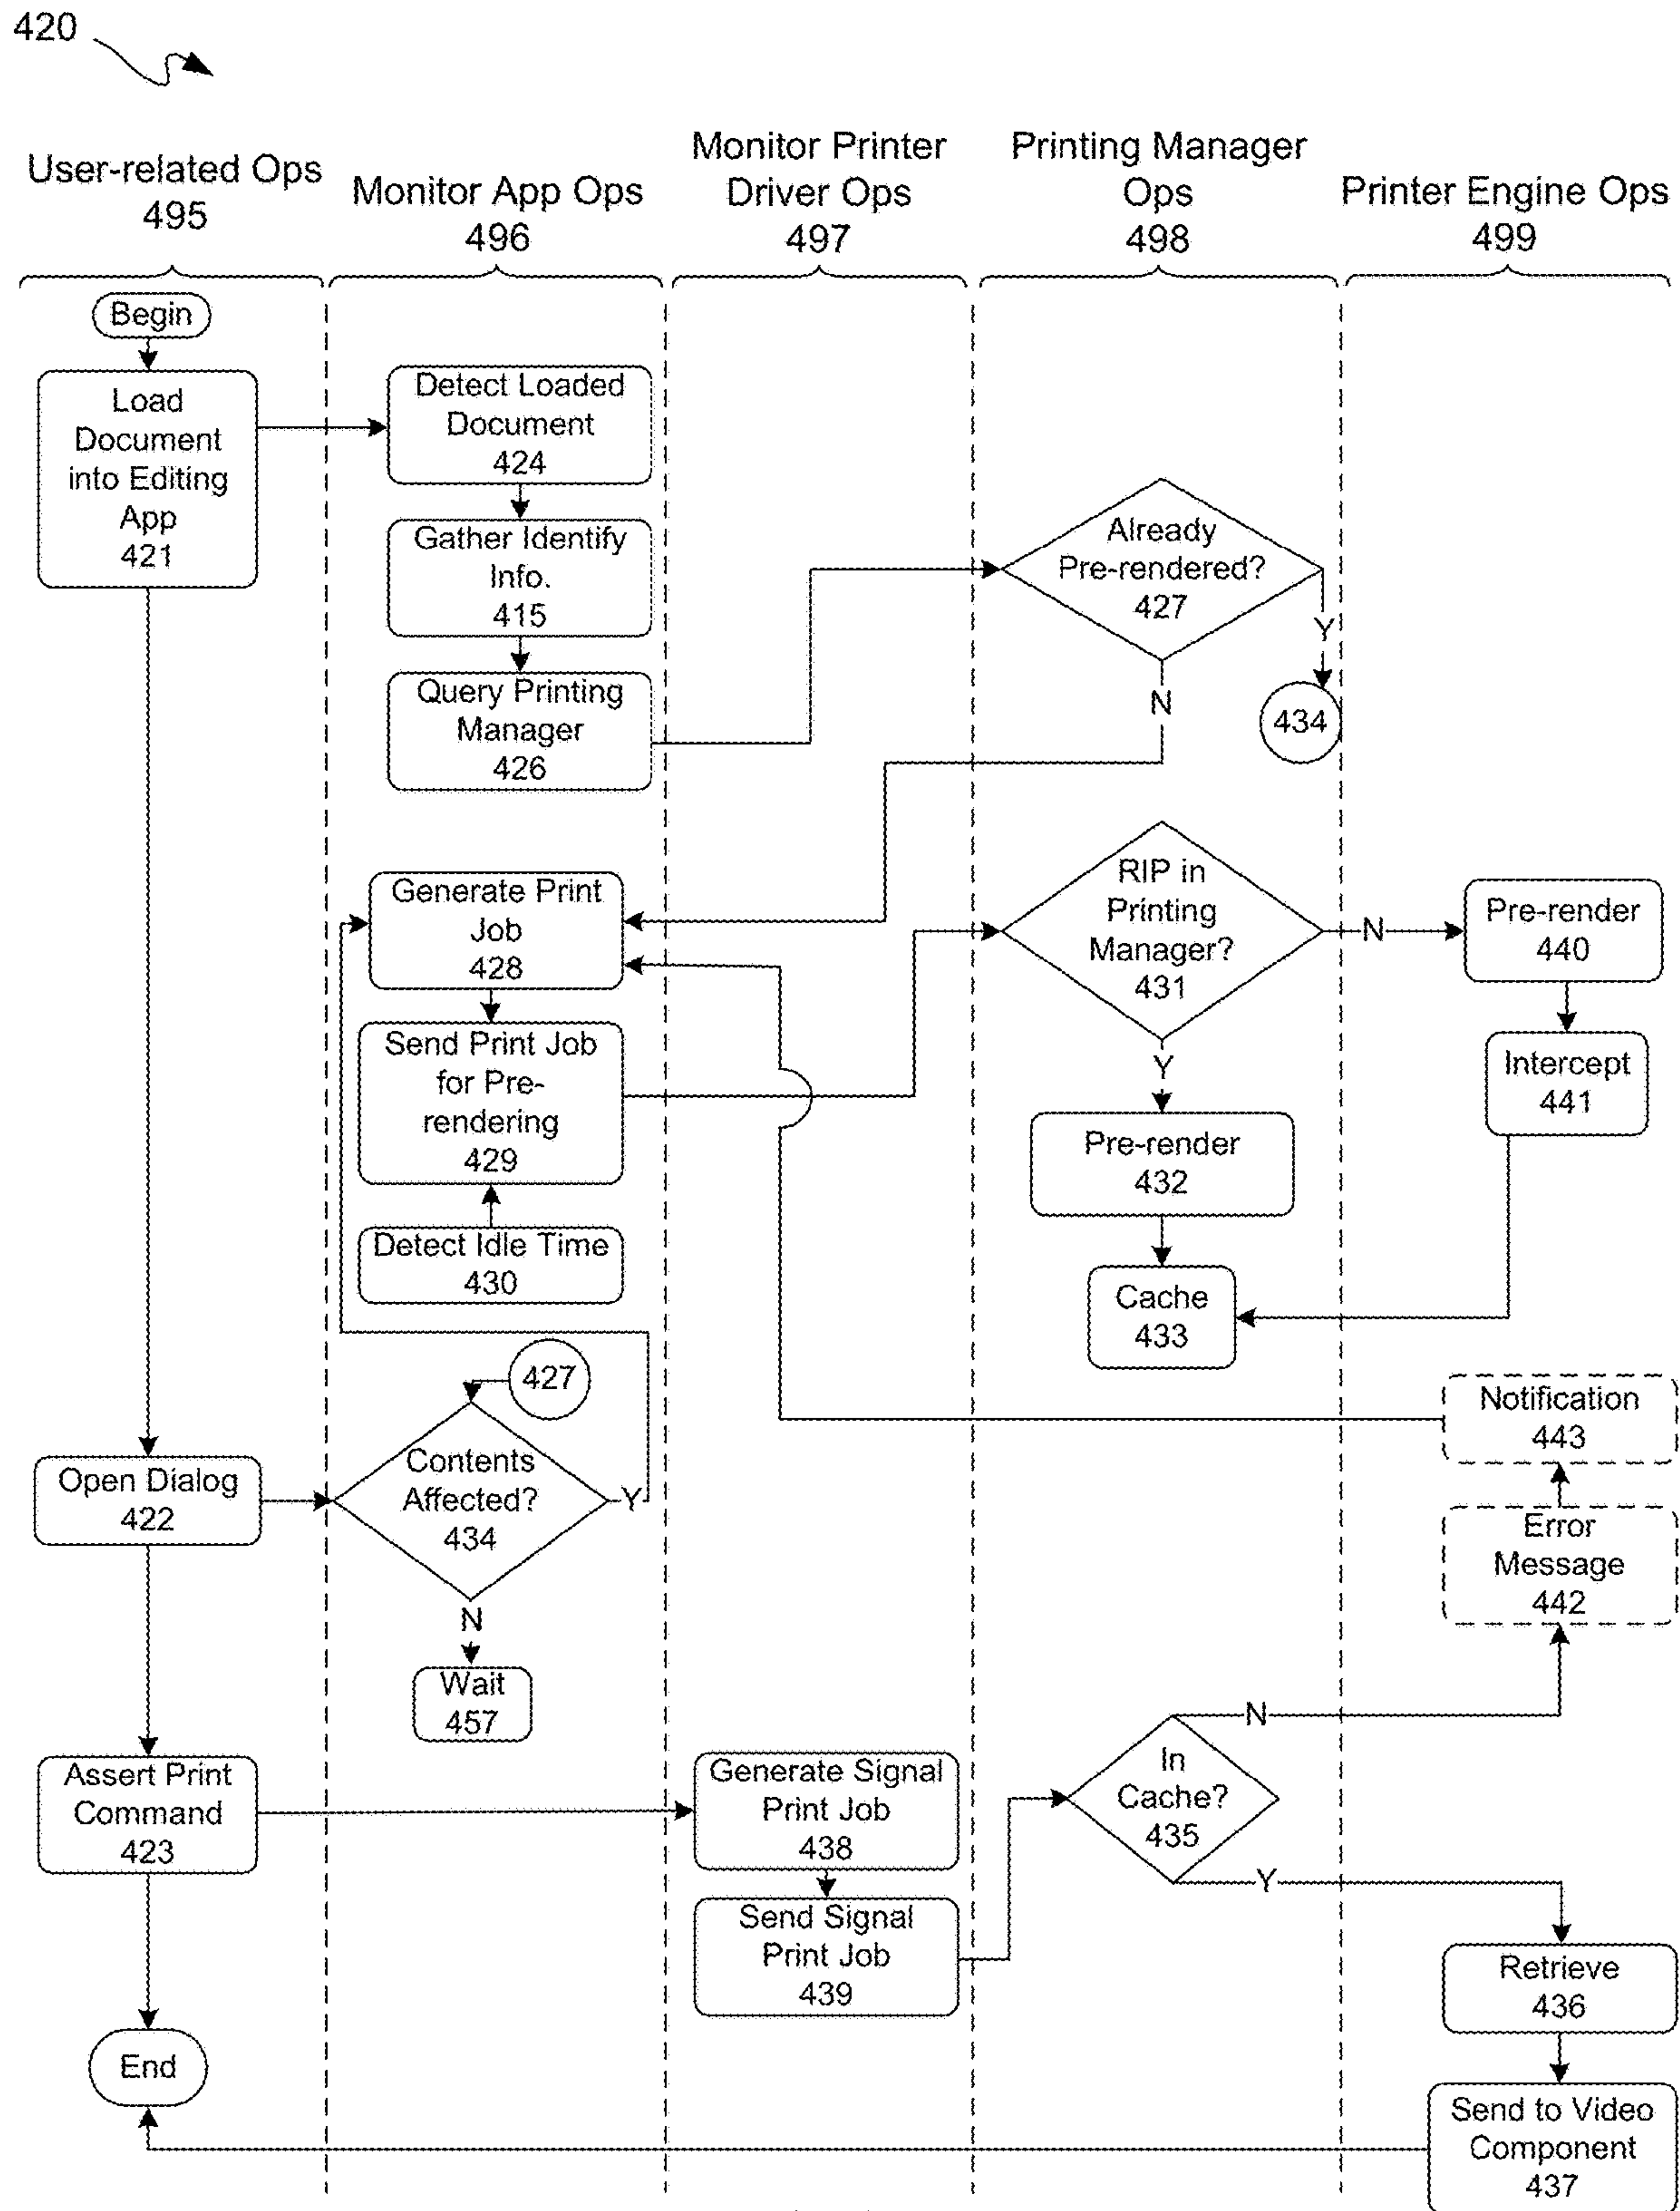 420
User-related Ops
495
Monitor App Ops
496
Monitor Printer
Driver Ops
497
Printing Manager
Ops
498
Printer Engine Ops
499
Begin
Load
Document
into Editing
App
421
Detect Loaded
Document
424
Gather Identify
Info.
415
Query Printing
Manager
426
Already
Pre-rendered?
427
Y
N
434
Generate Print
Job
428
Send Print Job
for Pre-
rendering
429
Detect Idle Time
430
RIP in
Printing
Manager?
431
N
Y
Pre-render
440
Intercept
441
Pre-render
432
Cache
433
427
Open Dialog
422
Contents
Affected?
434
Y
N
Wait
457
Notification
443
Error
Message
442
Assert Print
Command
423
Generate Signal
Print Job
438
Send Signal
Print Job
439
In
Cache?
435
N
Y
Retrieve
436
Send to Video
Component
437
End